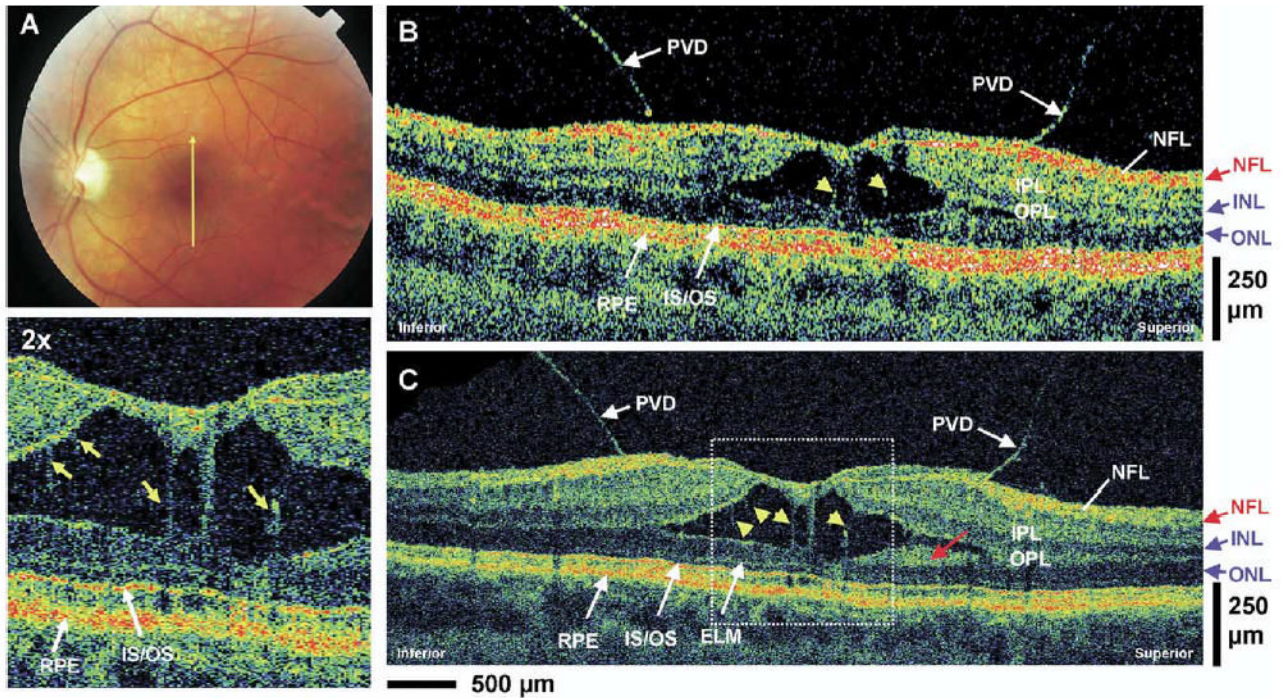 A
B
PVD
PVD
NFL
NFL
IPL
INL
OPL
ONL
RPE
IS/OS
250
µm
Inferior
Superior
2x
IS/OS
RPE
C
PVD
PVD
NFL
NFL
IPL
INL
OPL
ONL
RPE
IS/OS
ELM
250
µm
Inferior
Superior
500 µm